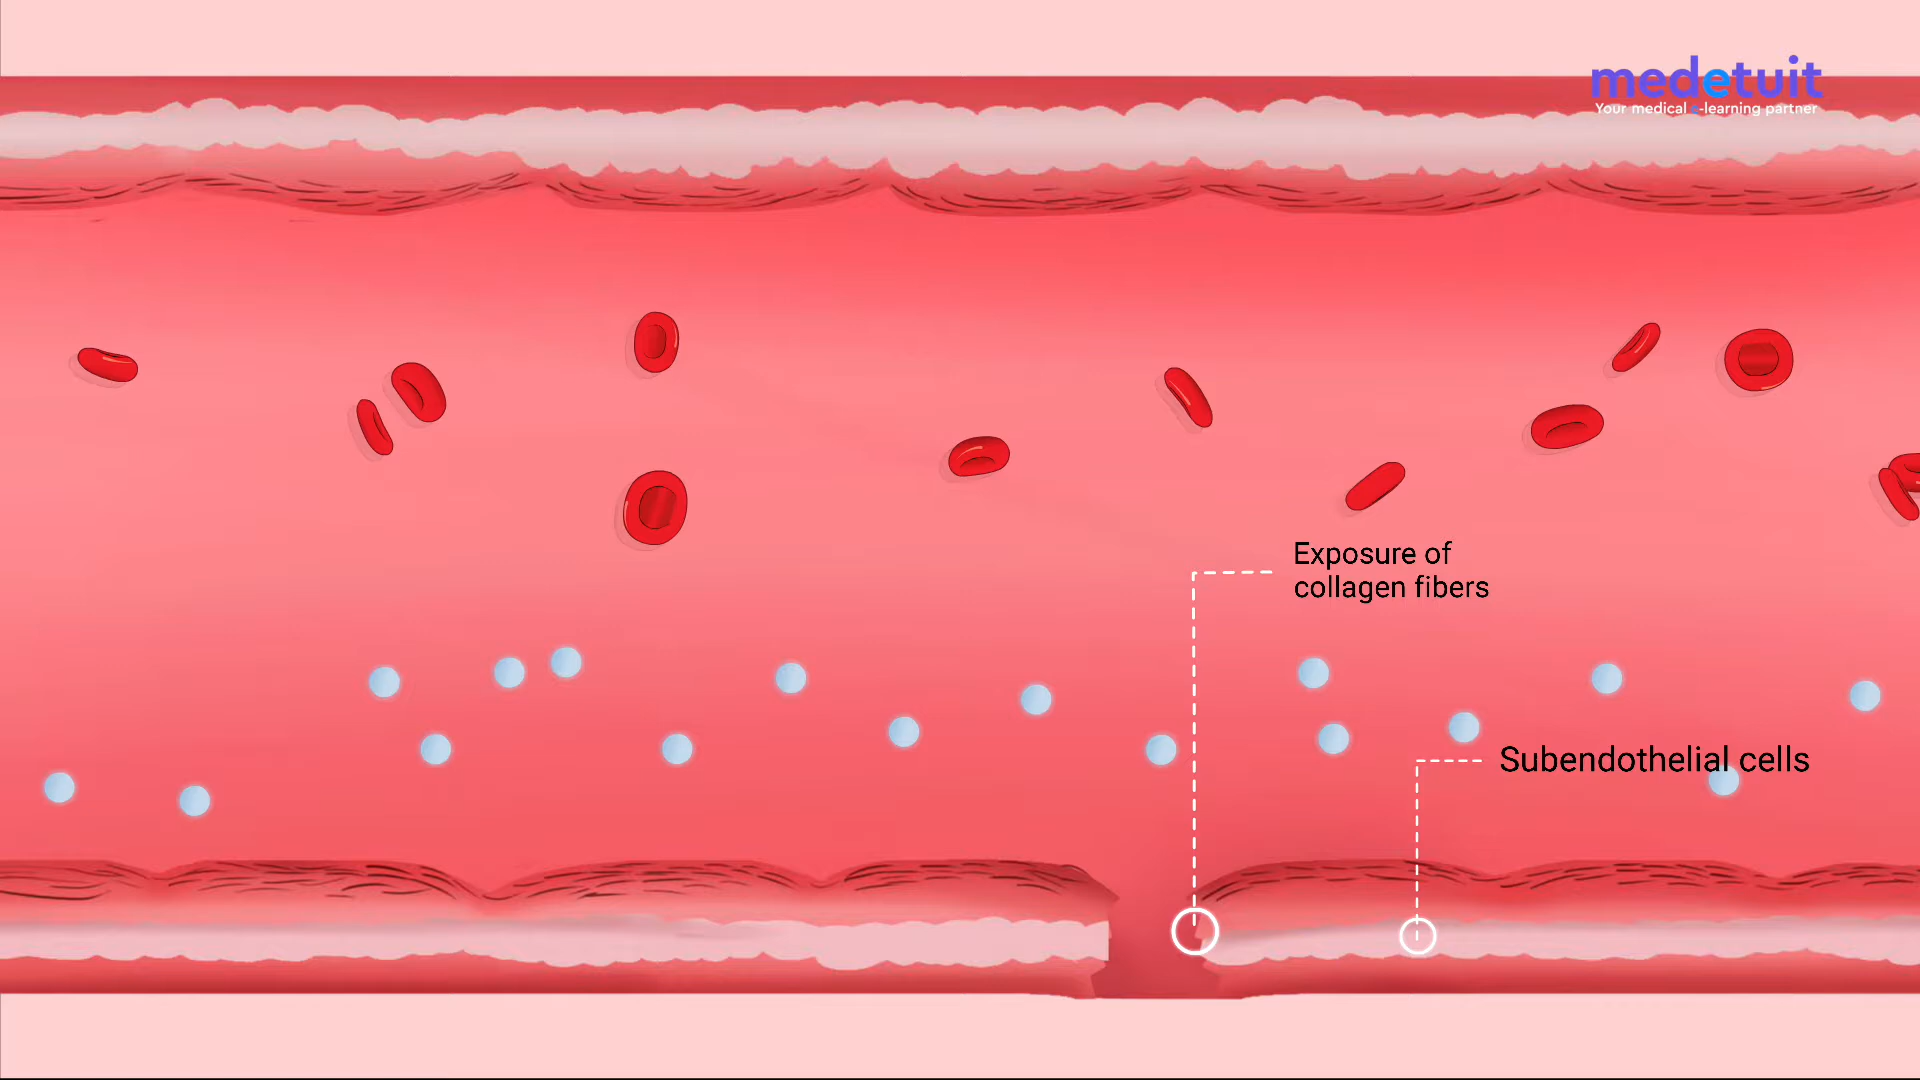 medetuit
Your medical e-learning partner
Exposure of
collagen fibers
Subendothelial cells